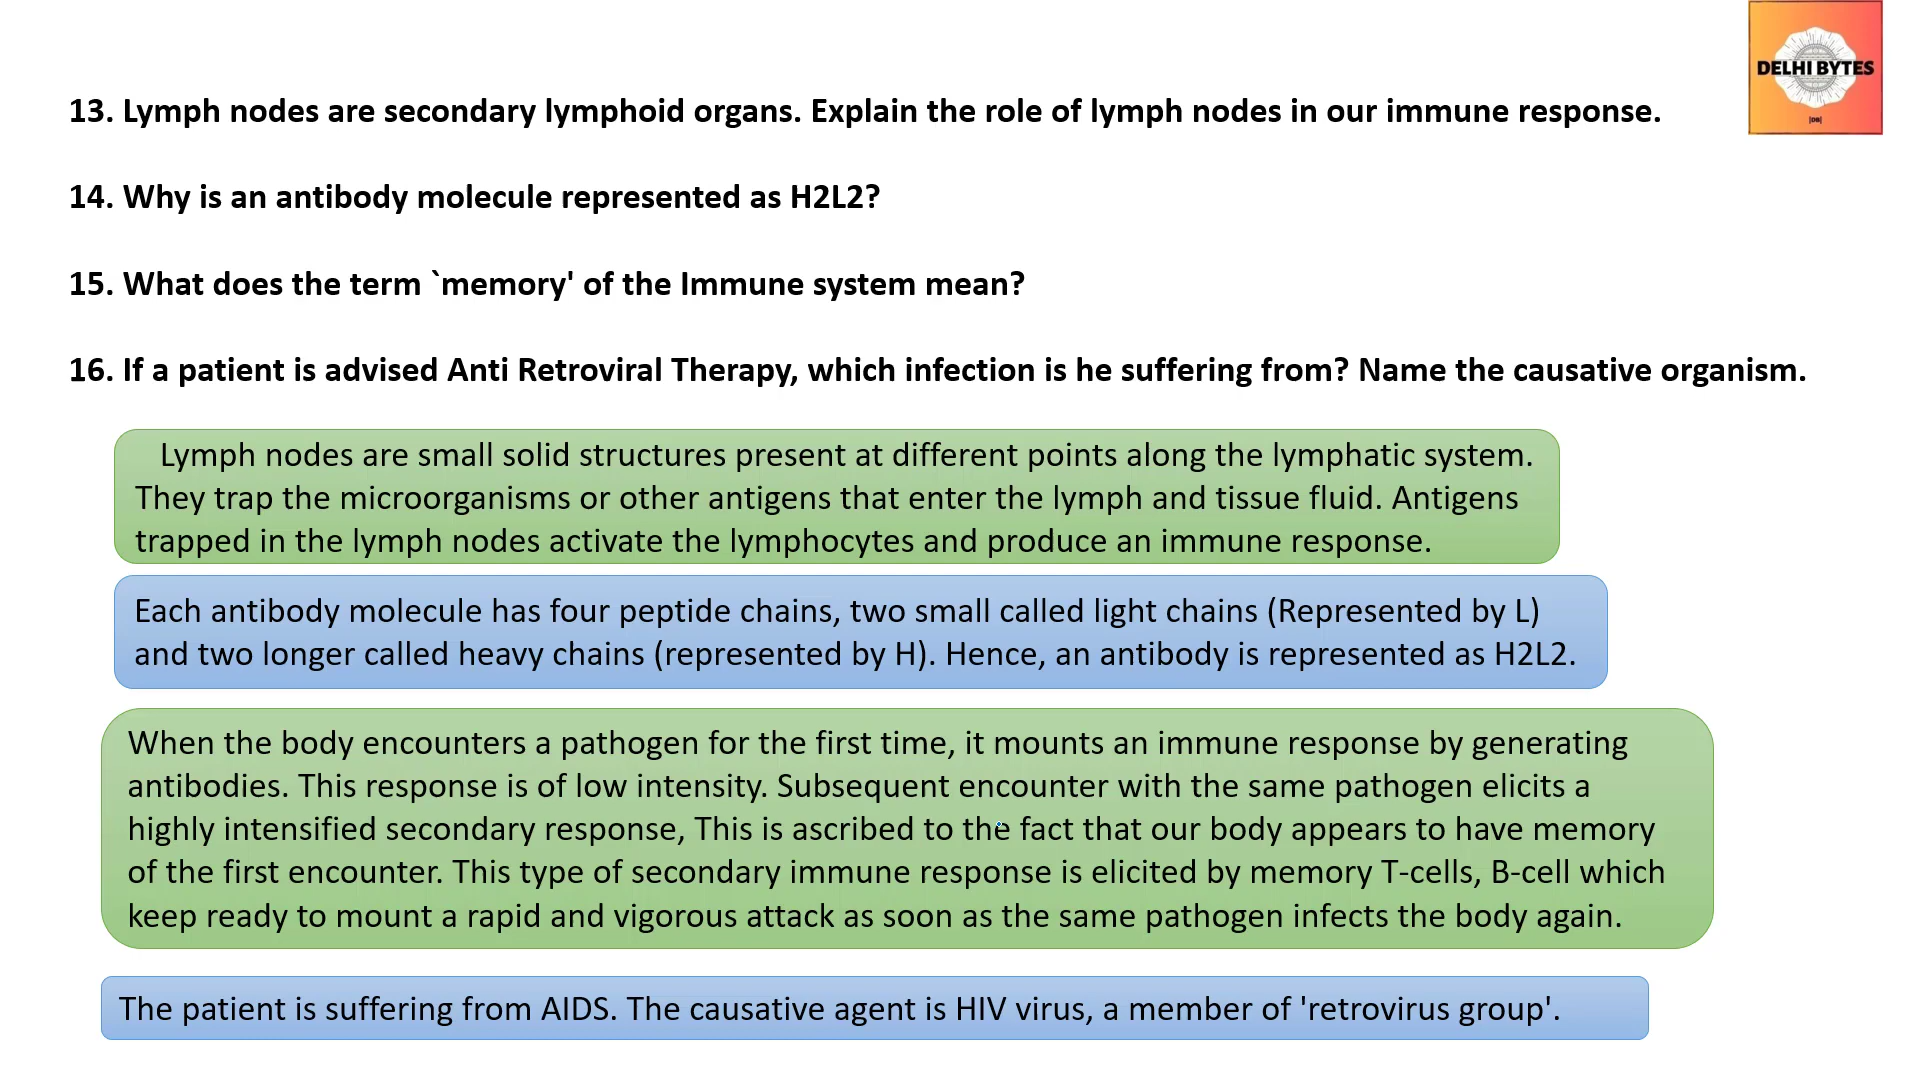 DELHI BYTES
|DB|
13. Lymph nodes are secondary lymphoid organs. Explain the role of lymph nodes in our immune response.
14. Why is an antibody molecule represented as H2L2?
15. What does the term `memory' of the Immune system mean?
16. If a patient is advised Anti Retroviral Therapy, which infection is he suffering from? Name the causative organism.
Lymph nodes are small solid structures present at different points along the lymphatic system.
They trap the microorganisms or other antigens that enter the lymph and tissue fluid. Antigens
trapped in the lymph nodes activate the lymphocytes and produce an immune response.
Each antibody molecule has four peptide chains, two small called light chains (Represented by L)
and two longer called heavy chains (represented by H). Hence, an antibody is represented as H2L2.
When the body encounters a pathogen for the first time, it mounts an immune response by generating
antibodies. This response is of low intensity. Subsequent encounter with the same pathogen elicits a
highly intensified secondary response, This is ascribed to the fact that our body appears to have memory
of the first encounter. This type of secondary immune response is elicited by memory T-cells, B-cell which
keep ready to mount a rapid and vigorous attack as soon as the same pathogen infects the body again.
The patient is suffering from AIDS. The causative agent is HIV virus, a member of 'retrovirus group'.